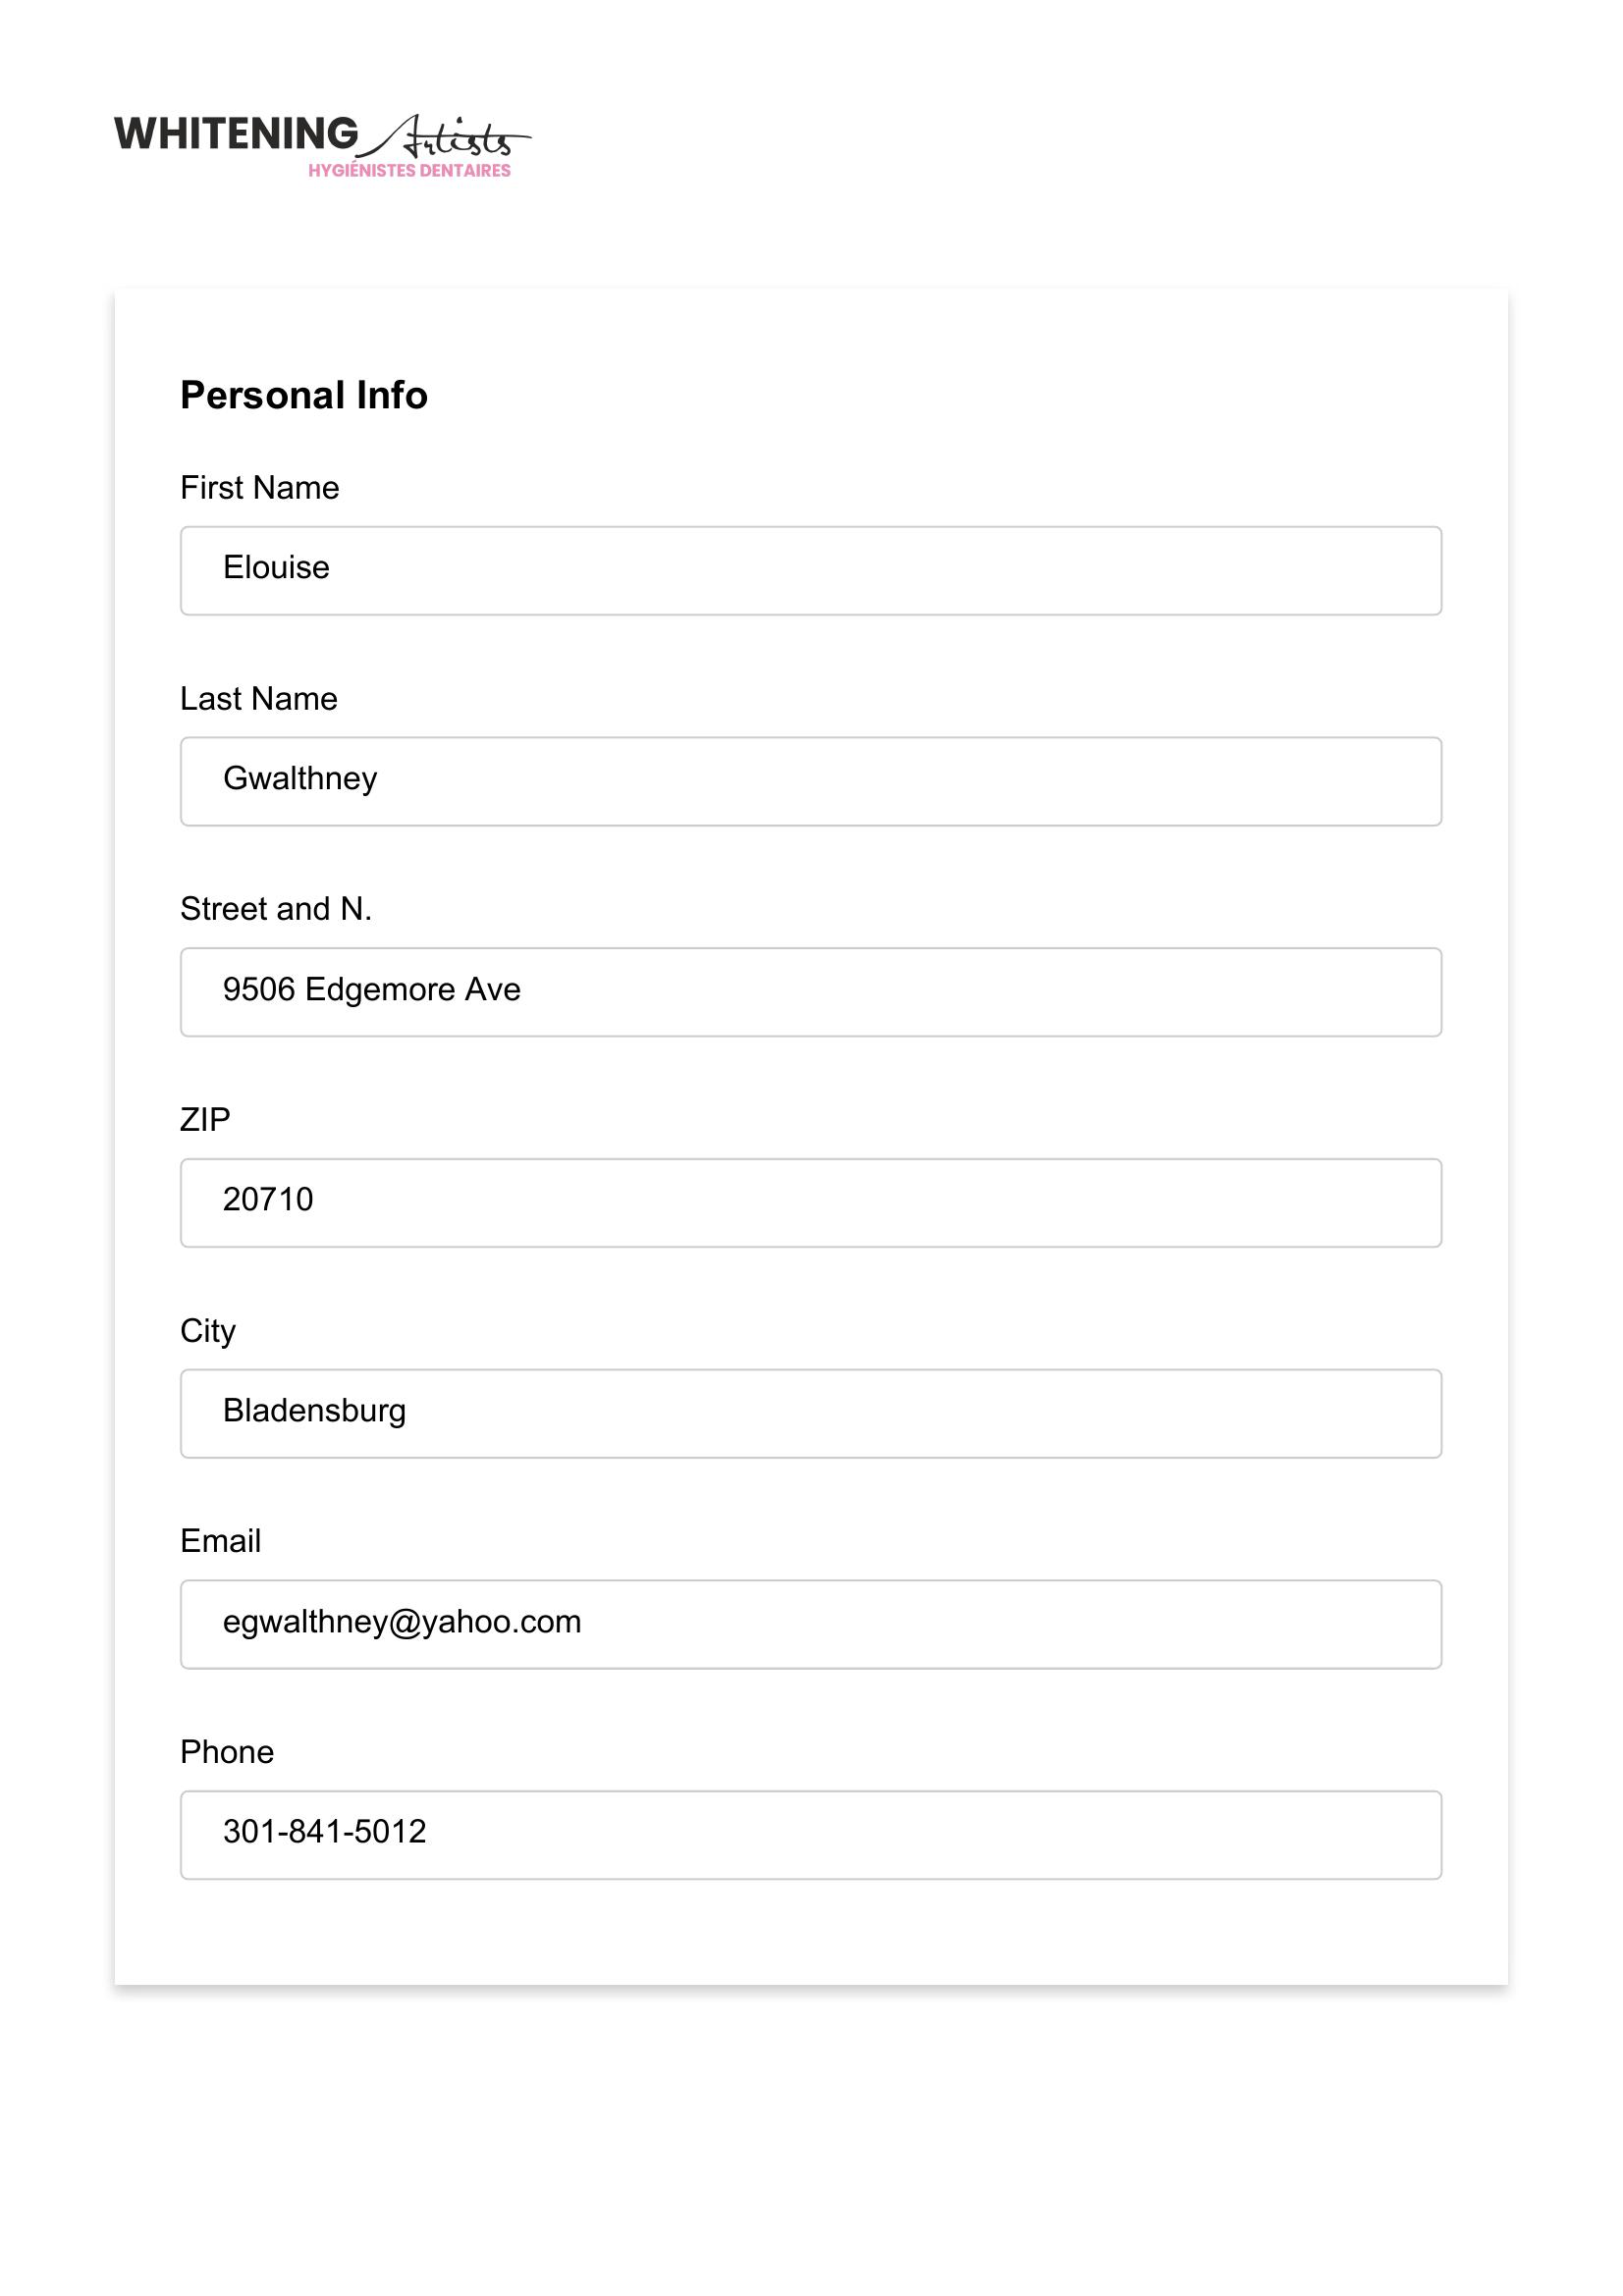 WHITENING Artists
HYGIÉNISTES DENTAIRES
Personal Info
First Name
Elouise
Last Name
Gwalthney
Street and N.
9506 Edgemore Ave
ZIP
20710
City
Bladensburg
Email
egwalthney@yahoo.com
Phone
301-841-5012